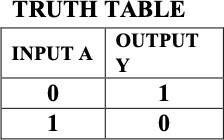 TRUTH TABLE
INPUT A OUTPUT Y
0 1
1 0